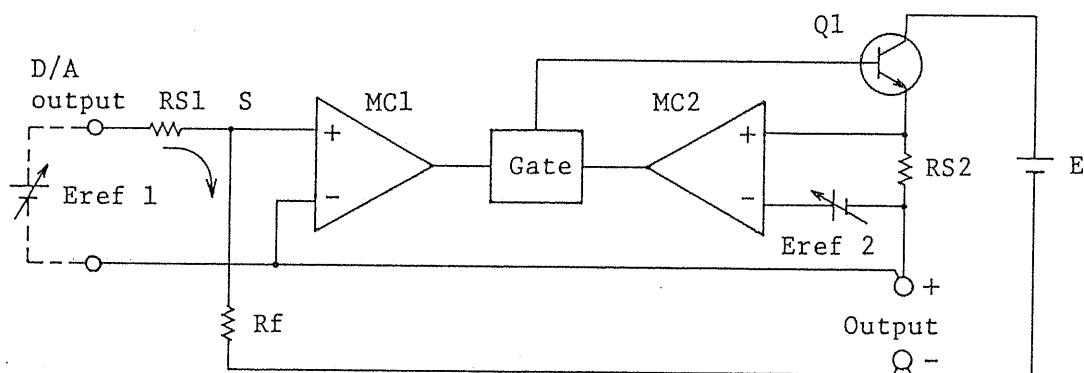 Q1
D/A
output
RS1
S
MC1
MC2
+
+
Gate
RS2
E
Eref 1
-
-
Eref 2
+
Rf
Output
-